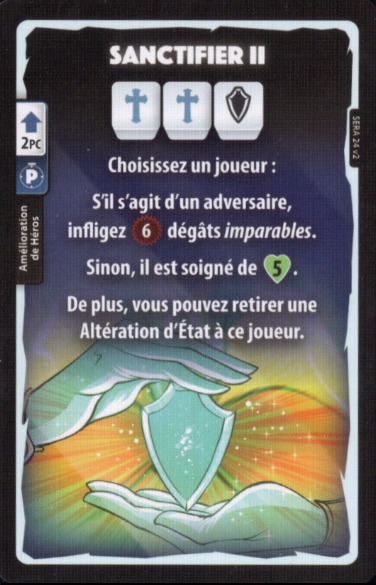 SANCTIFIER II
2PC
P
Amélioration
de Héros
SERA 24 v2
Choisissez un joueur :
S'il s'agit d'un adversaire,
infligez 6 dégâts imparables.
Sinon, il est soigné de 5.
De plus, vous pouvez retirer une
Altération d'État à ce joueur.